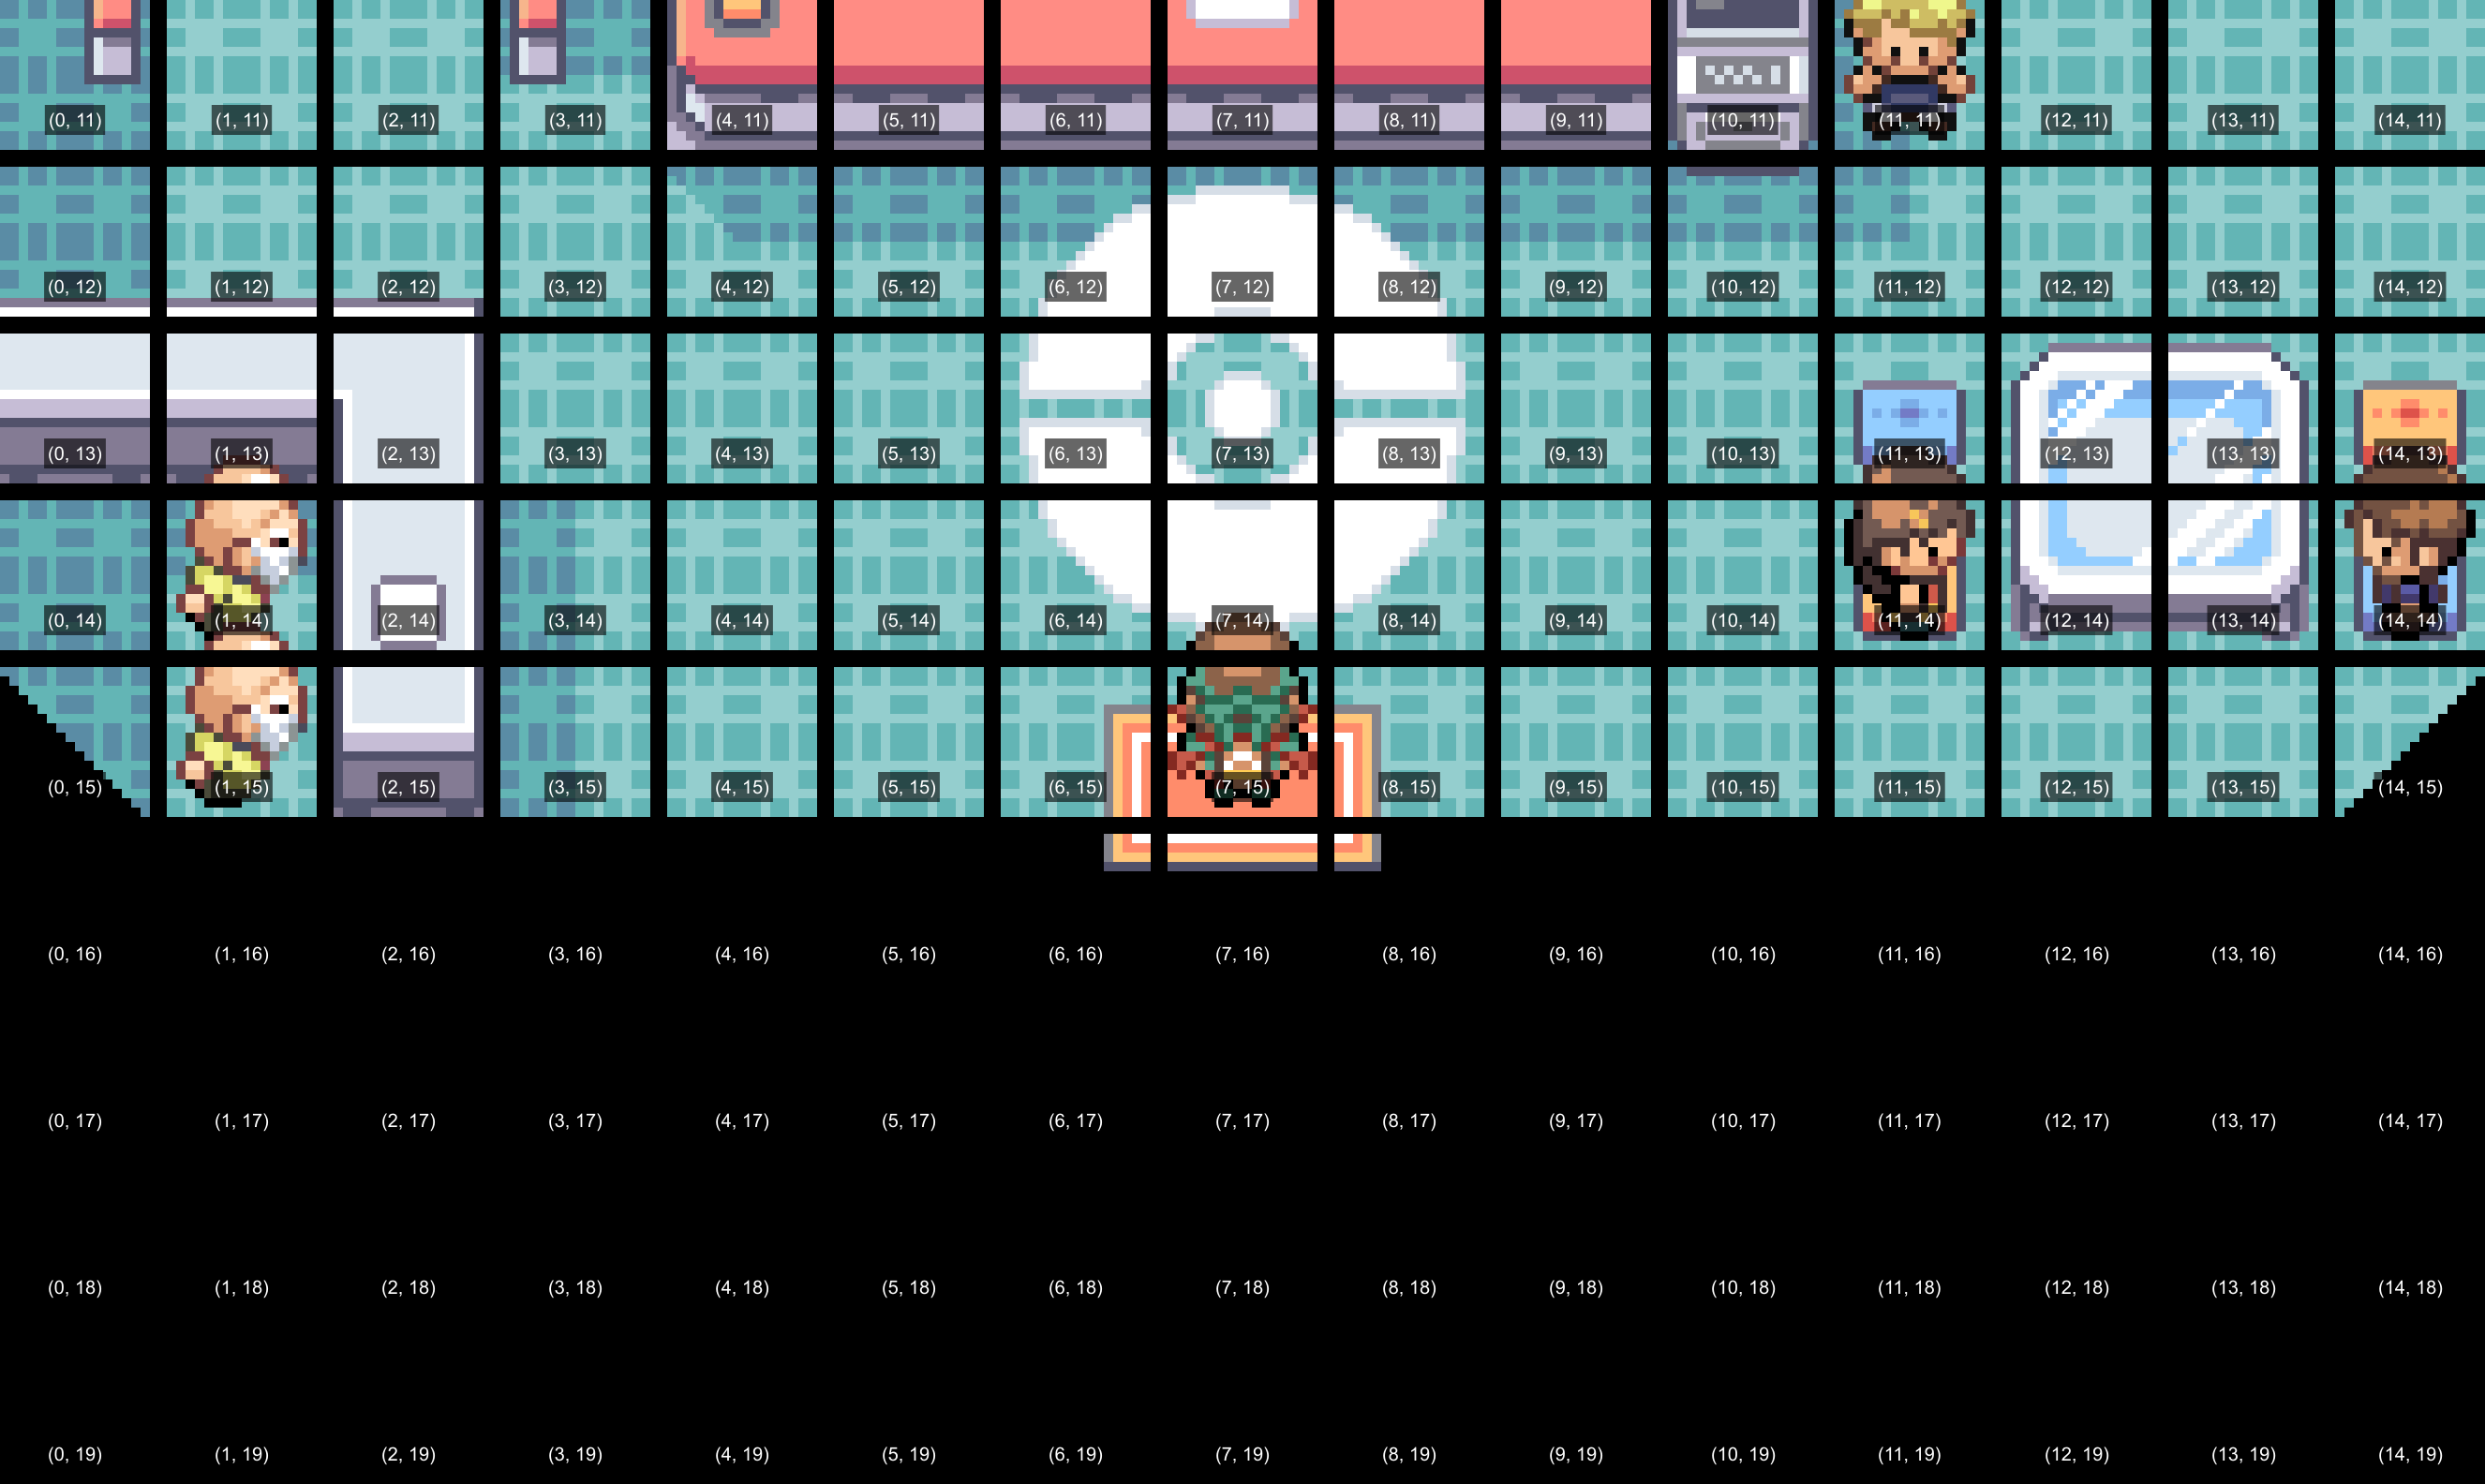 (0, 11) (1, 11) (2, 11) (3, 11) (4, 11) (5, 11) (6, 11) (7, 11) (8, 11) (9, 11) (10, 11) (11, 11) (12, 11) (13, 11) (14, 11)
(0, 12) (1, 12) (2, 12) (3, 12) (4, 12) (5, 12) (6, 12) (7, 12) (8, 12) (9, 12) (10, 12) (11, 12) (12, 12) (13, 12) (14, 12)
(0, 13) (1, 13) (2, 13) (3, 13) (4, 13) (5, 13) (6, 13) (7, 13) (8, 13) (9, 13) (10, 13) (11, 13) (12, 13) (13, 13) (14, 13)
(0, 14) (1, 14) (2, 14) (3, 14) (4, 14) (5, 14) (6, 14) (7, 14) (8, 14) (9, 14) (10, 14) (11, 14) (12, 14) (13, 14) (14, 14)
(0, 15) (1, 15) (2, 15) (3, 15) (4, 15) (5, 15) (6, 15) (7, 15) (8, 15) (9, 15) (10, 15) (11, 15) (12, 15) (13, 15) (14, 15)
(0, 16) (1, 16) (2, 16) (3, 16) (4, 16) (5, 16) (6, 16) (7, 16) (8, 16) (9, 16) (10, 16) (11, 16) (12, 16) (13, 16) (14, 16)
(0, 17) (1, 17) (2, 17) (3, 17) (4, 17) (5, 17) (6, 17) (7, 17) (8, 17) (9, 17) (10, 17) (11, 17) (12, 17) (13, 17) (14, 17)
(0, 18) (1, 18) (2, 18) (3, 18) (4, 18) (5, 18) (6, 18) (7, 18) (8, 18) (9, 18) (10, 18) (11, 18) (12, 18) (13, 18) (14, 18)
(0, 19) (1, 19) (2, 19) (3, 19) (4, 19) (5, 19) (6, 19) (7, 19) (8, 19) (9, 19) (10, 19) (11, 19) (12, 19) (13, 19) (14, 19)